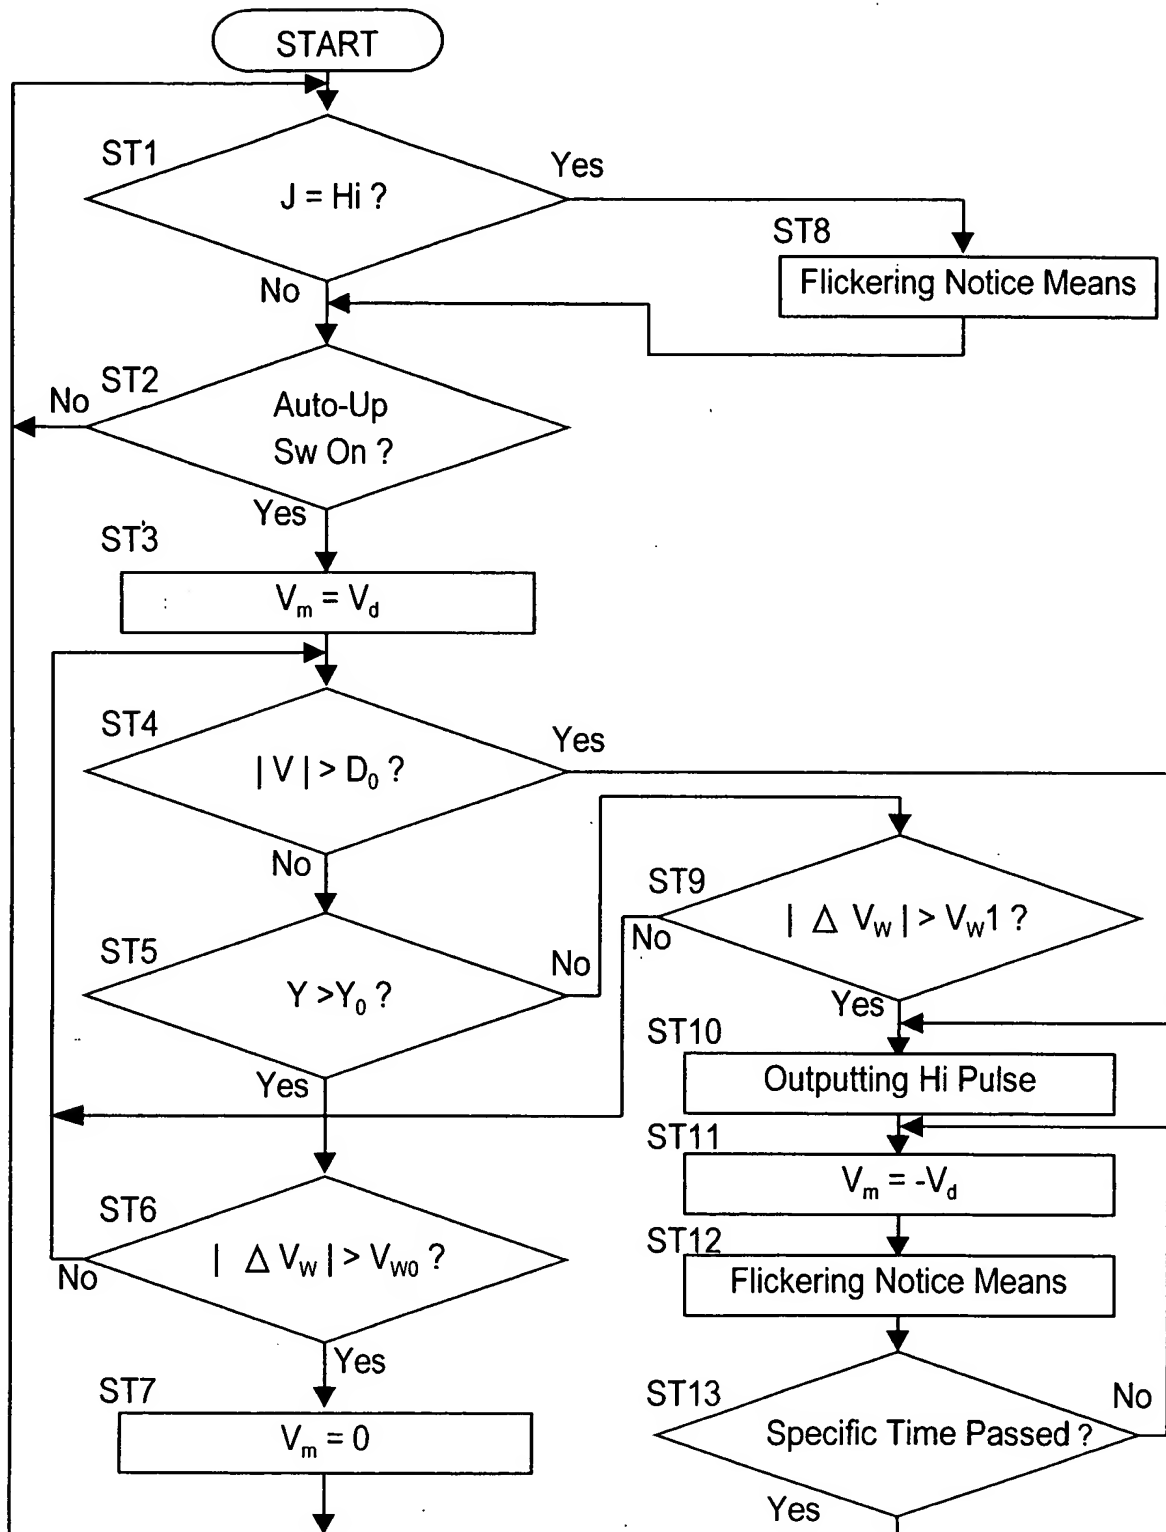 START
ST1
J = Hi ?
Yes
No
ST8
Flickering Notice Means
ST2
No
Auto-Up
Sw On ?
Yes
ST3
Vm = Vd
ST4
| V | > D0 ?
Yes
No
ST5
Y >Y0 ?
No
Yes
ST9
| Δ VW | > VW1 ?
No
Yes
ST10
Outputting Hi Pulse
ST11
Vm = -Vd
ST12
Flickering Notice Means
ST6
| Δ VW | > VW0 ?
No
Yes
ST7
Vm = 0
ST13
Specific Time Passed ?
No
Yes